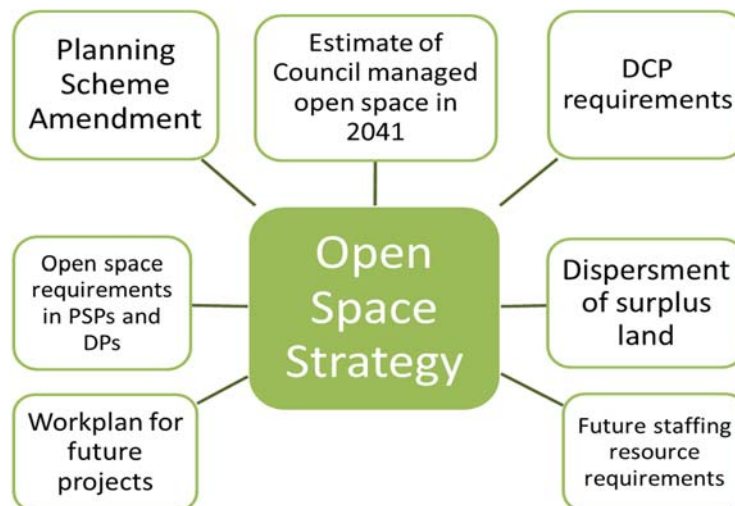 Planning
Scheme
Amendment
Estimate of
Council managed
open space in
2041
DCP
requirements
Open space
requirements
in PSPs and
DPs
Open
Space
Strategy
Dispersment
of surplus
land
Workplan for
future
projects
Future staffing
resource
requirements